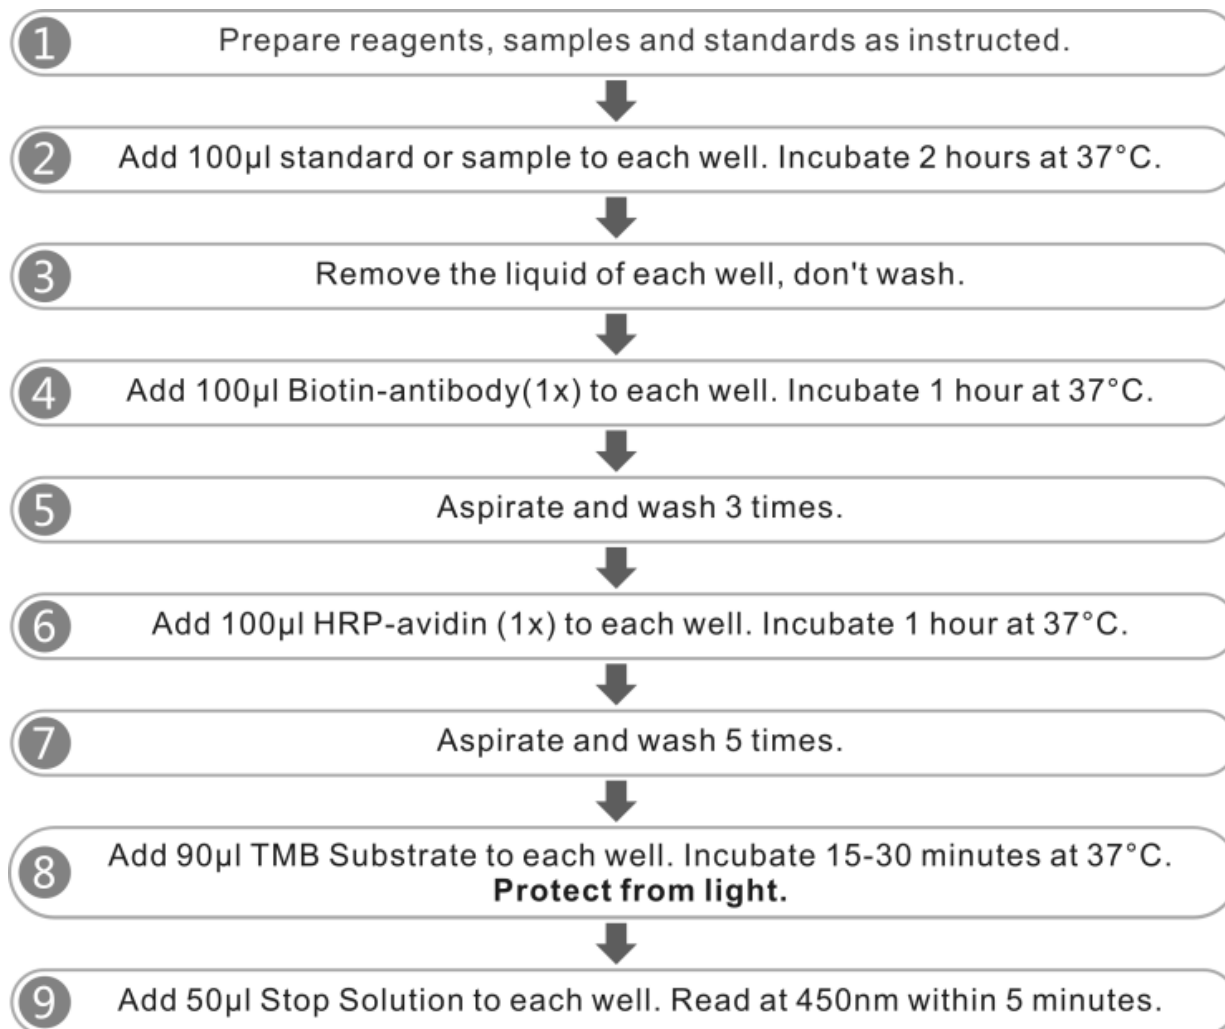 1 Prepare reagents, samples and standards as instructed.
2 Add 100µl standard or sample to each well. Incubate 2 hours at 37°C.
3 Remove the liquid of each well, don't wash.
4 Add 100µl Biotin-antibody(1x) to each well. Incubate 1 hour at 37°C.
5 Aspirate and wash 3 times.
6 Add 100µl HRP-avidin (1x) to each well. Incubate 1 hour at 37°C.
7 Aspirate and wash 5 times.
8 Add 90µl TMB Substrate to each well. Incubate 15-30 minutes at 37°C.
Protect from light.
9 Add 50µl Stop Solution to each well. Read at 450nm within 5 minutes.